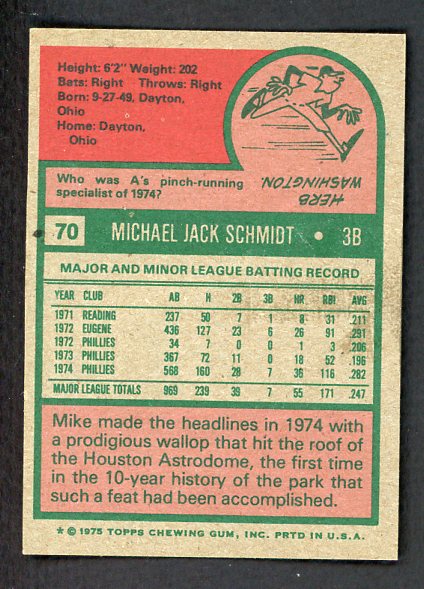 Height: 6'2" Weight: 202
Bats: Right Throws: Right
Born: 9-27-49, Dayton,
Ohio
Home: Dayton,
Ohio
Who was A's pinch-running
specialist of 1974?
HERB
WASHINGTON.
70 MICHAEL JACK SCHMIDT • 3B
MAJOR AND MINOR LEAGUE BATTING RECORD
YEAR CLUB AB H 2B 3B HR RBI AVG
1971 READING 237 50 7 1 8 31 .211
1972 EUGENE 436 127 23 6 26 91 .291
1972 PHILLIES 34 7 0 0 1 3 .206
1973 PHILLIES 367 72 11 0 18 52 .196
1974 PHILLIES 568 160 28 7 36 116 .282
MAJOR LEAGUE TOTALS 969 239 39 7 55 171 .247
Mike made the headlines in 1974 with
a prodigious wallop that hit the roof of
the Houston Astrodome, the first time
in the 10-year history of the park that
such a feat had been accomplished.
* © 1975 TOPPS CHEWING GUM, INC. PRTD IN U.S.A.